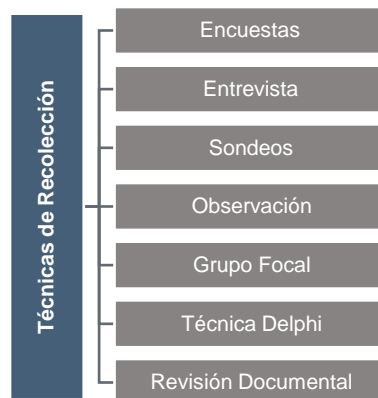 Técnicas de Recolección
Encuestas
Entrevista
Sondeos
Observación
Grupo Focal
Técnica Delphi
Revisión Documental